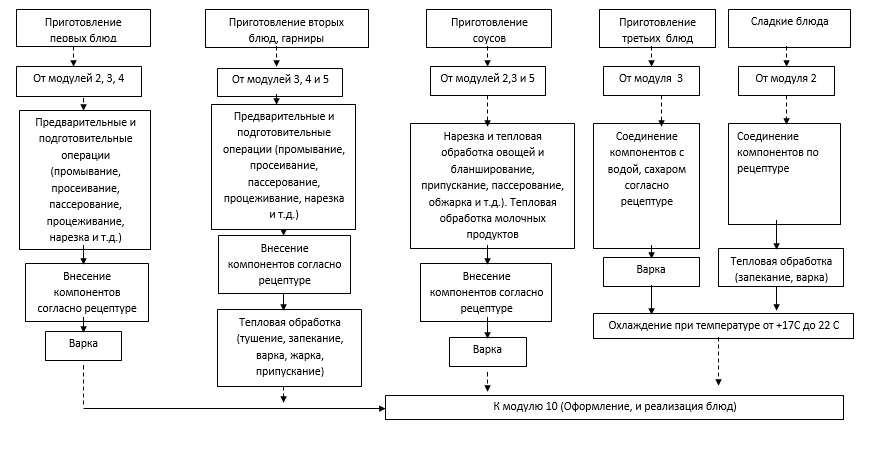 Приготовление
первых блюд
От модулей 2, 3, 4
Предварительные и
подготовительные
операции
(промывание,
просеивание,
пассерование,
процеживание,
нарезка и т.д.)
Внесение
компонентов
согласно рецептуре
Варка
Приготовление вторых
блюд, гарниры
От модулей 3, 4 и 5
Предварительные и
подготовительные
операции (промывание,
просеивание,
пассерование,
процеживание, нарезка
и т.д.)
Внесение
компонентов согласно
рецептуре
Тепловая обработка
(тушение, запекание,
варка, жарка,
припускание)
Приготовление
соусов
От модулей 2,3 и 5
Нарезка и тепловая
обработка овощей и
бланширование,
припускание, пассерование,
обжарка и т.д.). Тепловая
обработка молочных
продуктов
Внесение
компонентов согласно
рецептуре
Варка
Приготовление
третьих блюд
От модуля 3
Соединение
компонентов с
водой, сахаром
согласно
рецептуре
Варка
Сладкие блюда
От модуля 2
Соединение
компонентов по
рецептуре
Тепловая обработка
(запекание, варка)
Охлаждение при температуре от +17С до 22 С
К модулю 10 (Оформление, и реализация блюд)